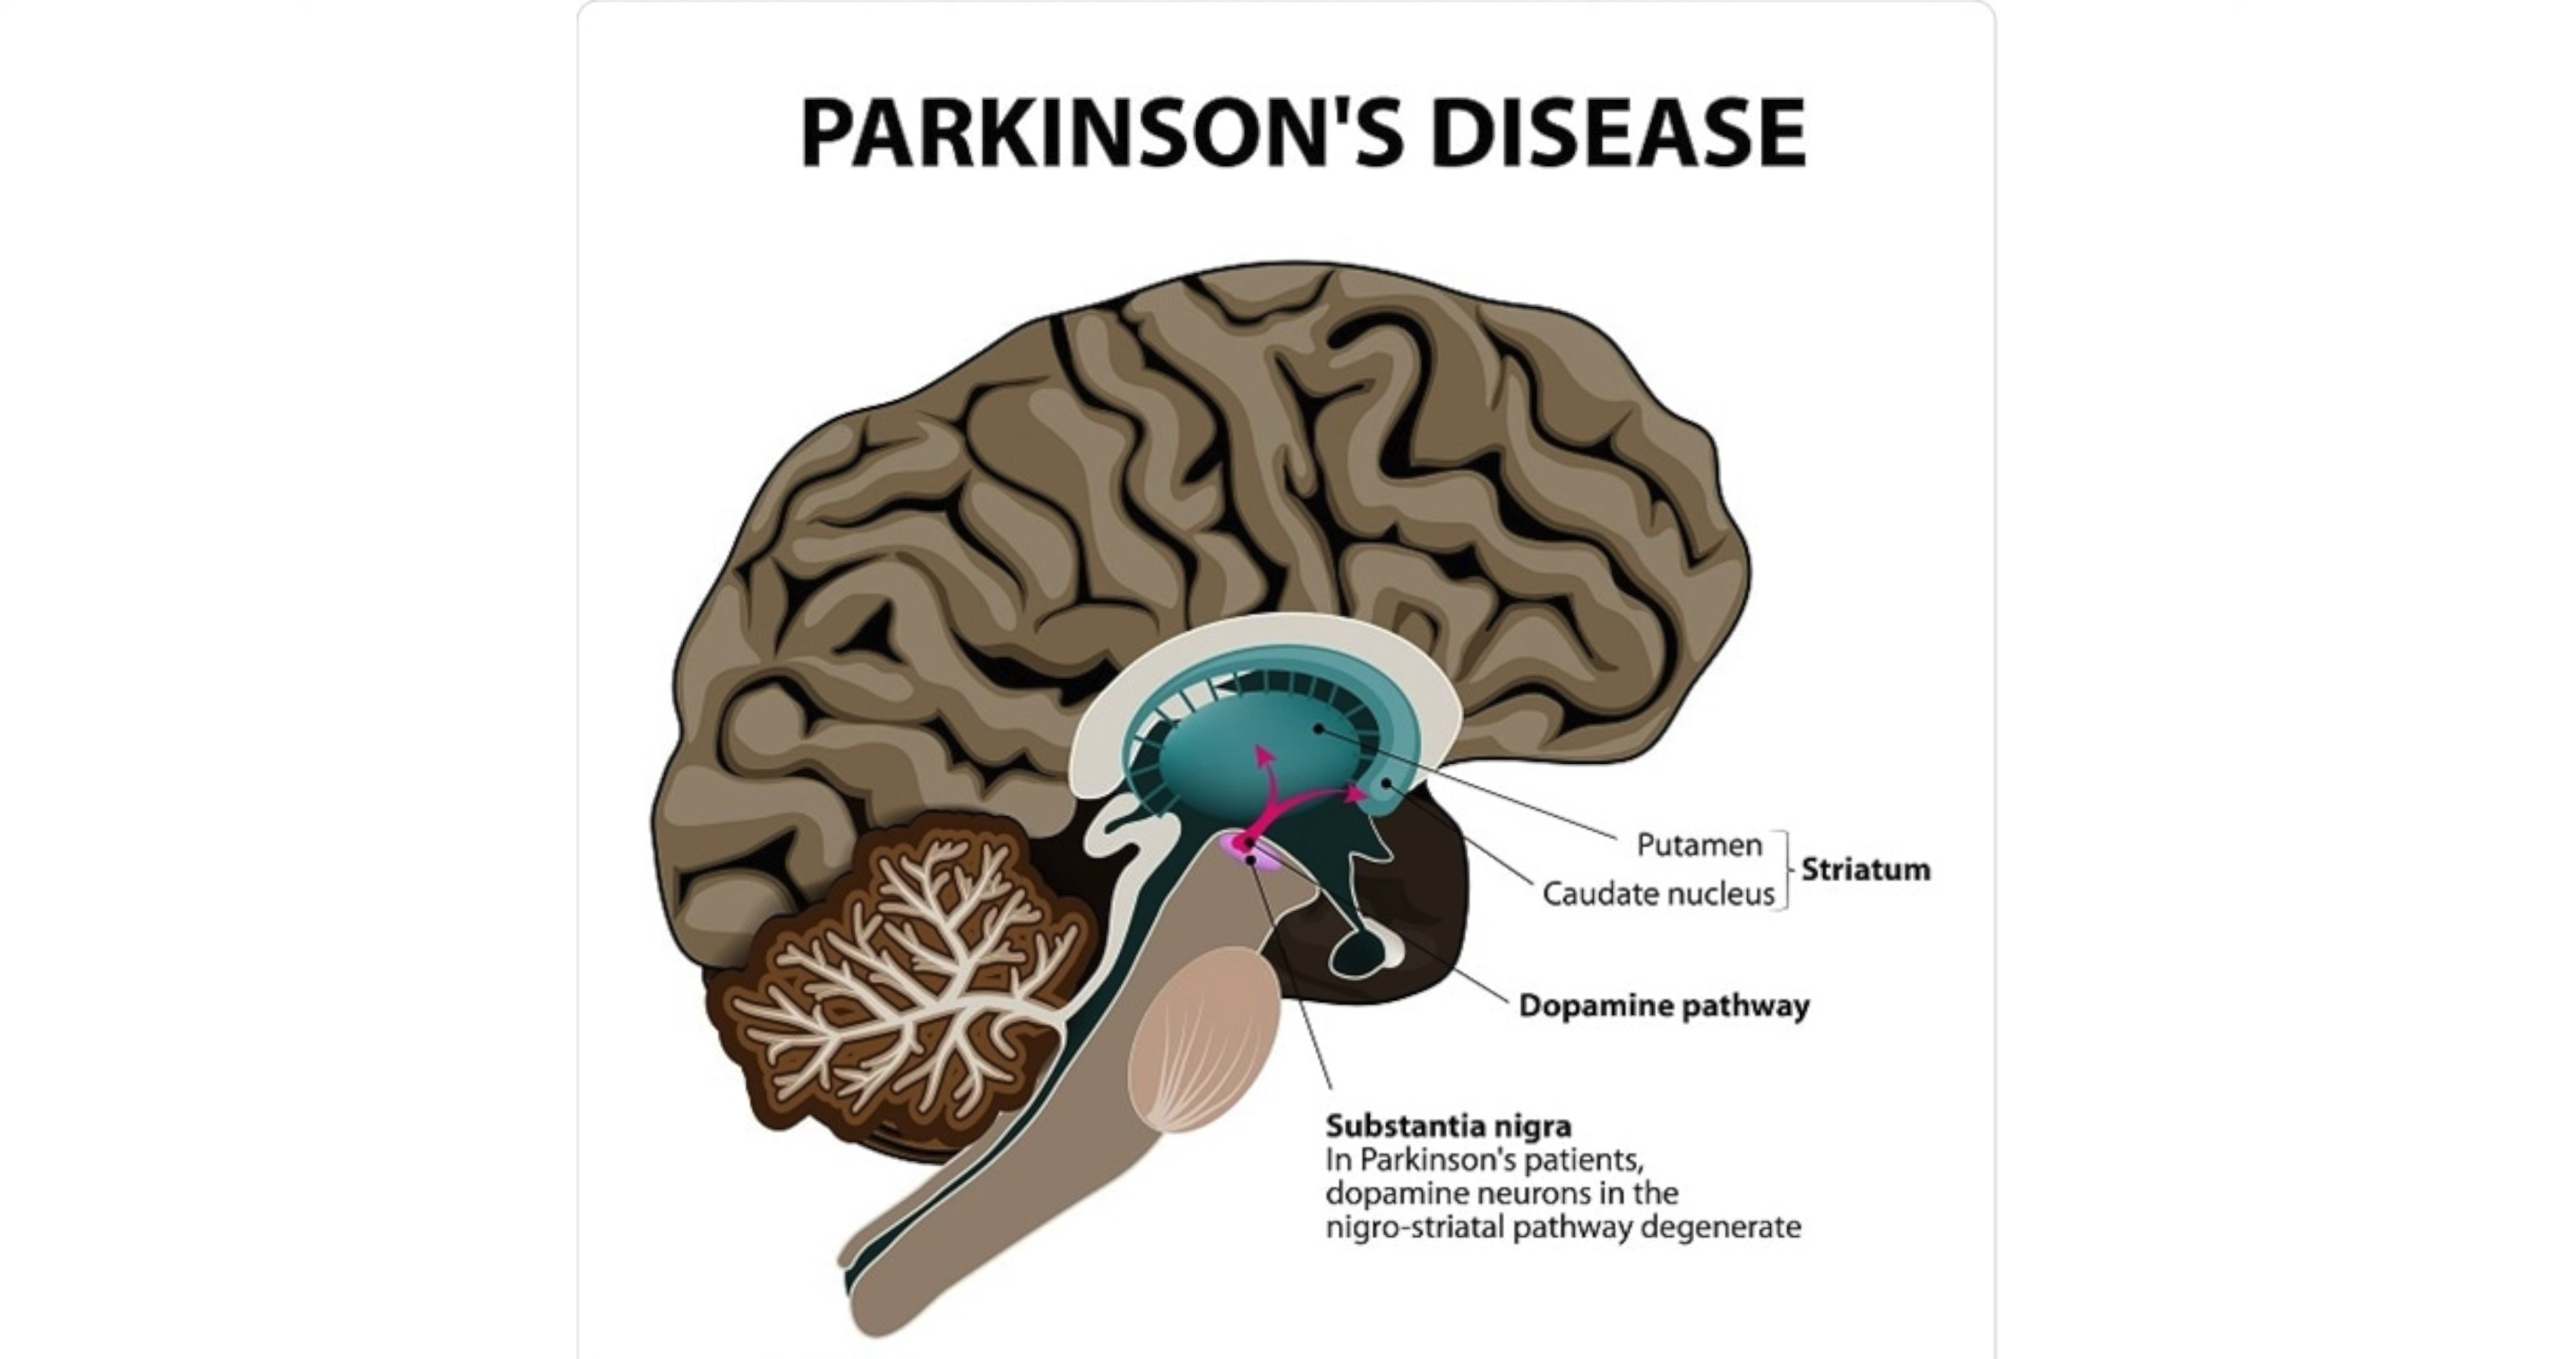 PARKINSON'S DISEASE
Putamen
Caudate nucleus
Striatum
Dopamine pathway
Substantia nigra
In Parkinson's patients,
dopamine neurons in the
nigro-striatal pathway degenerate